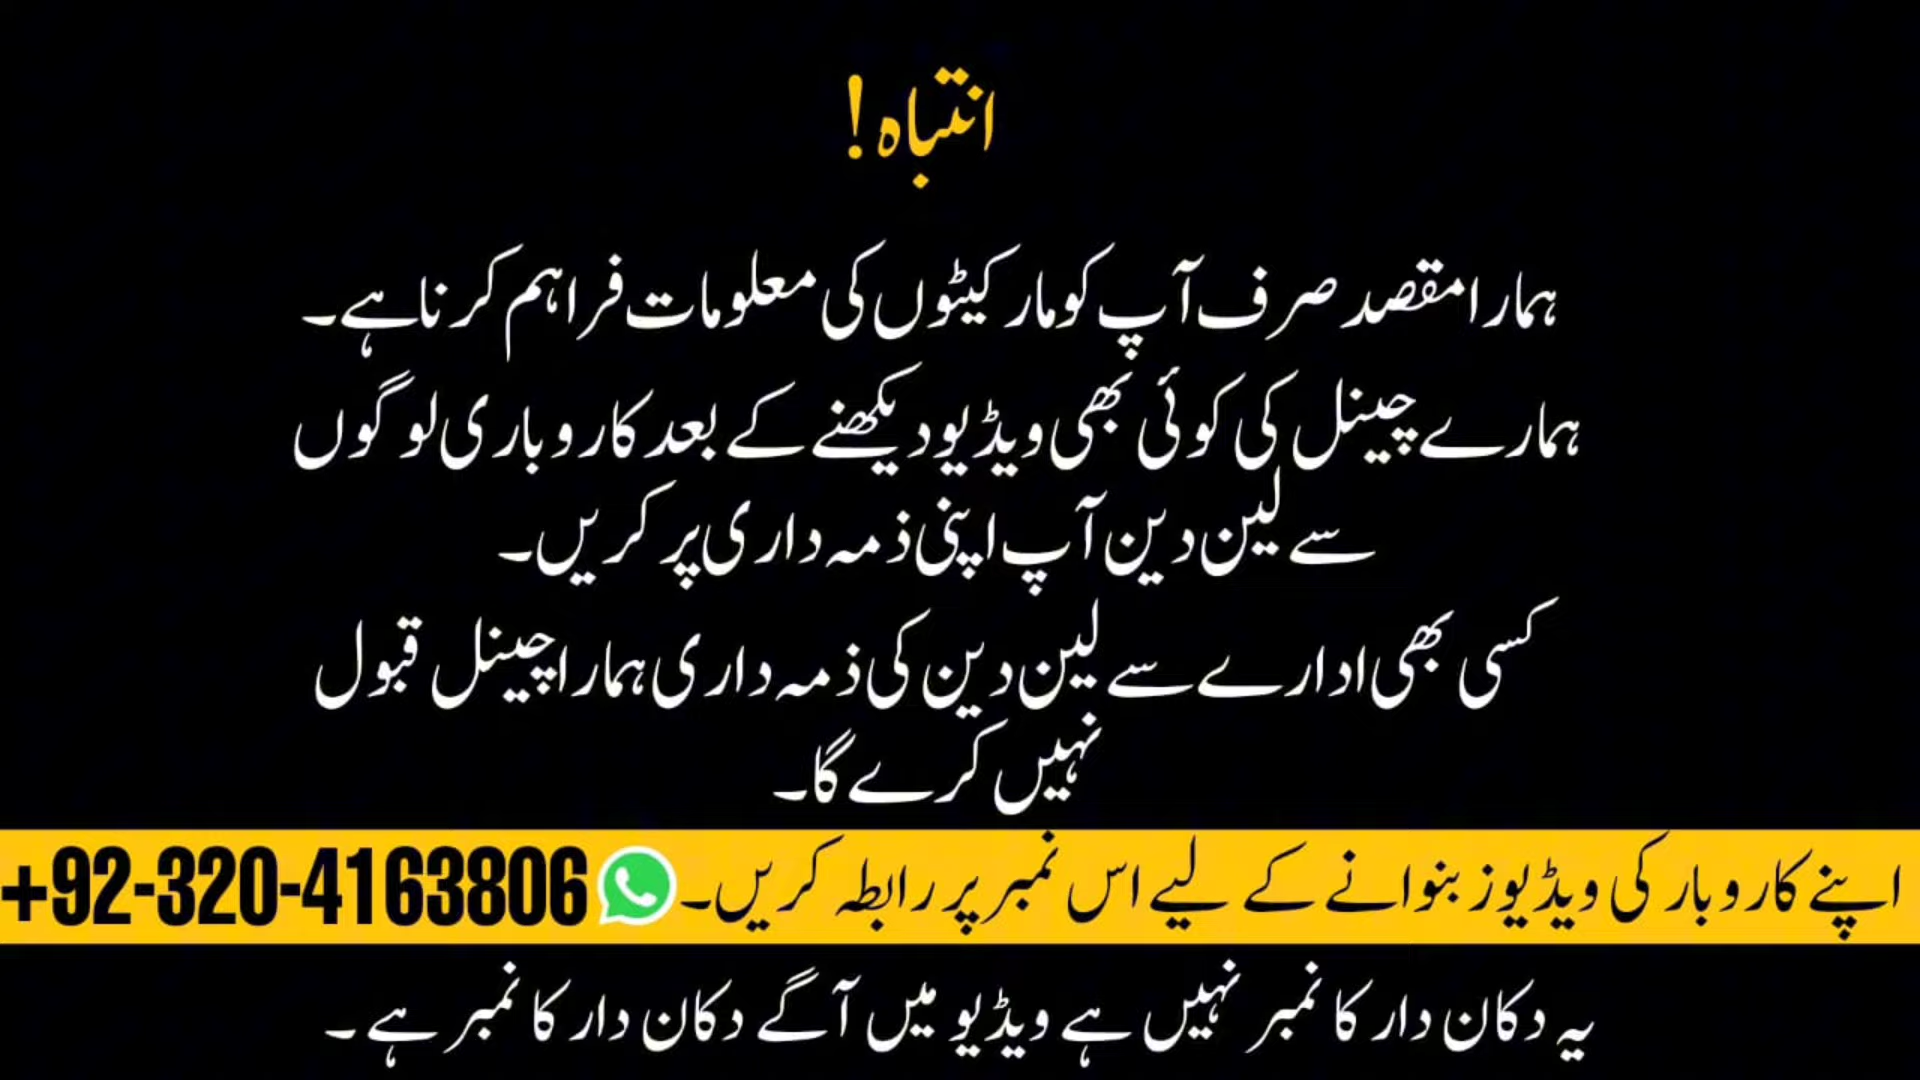 انتباہ!
ہمارا مقصد صرف آپ کو مارکیٹوں کی معلومات فراہم کرنا ہے۔
ہمارے چینل کی کوئی بھی ویڈیو دیکھنے کے بعد کاروباری لوگوں
سے لین دین آپ اپنی ذمہ داری پر کریں۔
کسی بھی ادارے سے لین دین کی ذمہ داری ہمارا چینل قبول
نہیں کرے گا۔
اپنے کاروبار کی ویڈیوز بنوانے کے لیے اس نمبر پر رابطہ کریں۔ +92-320-4163806
یہ دکان دار کا نمبر نہیں ہے ویڈیو میں آگے دکان دار کا نمبر ہے۔